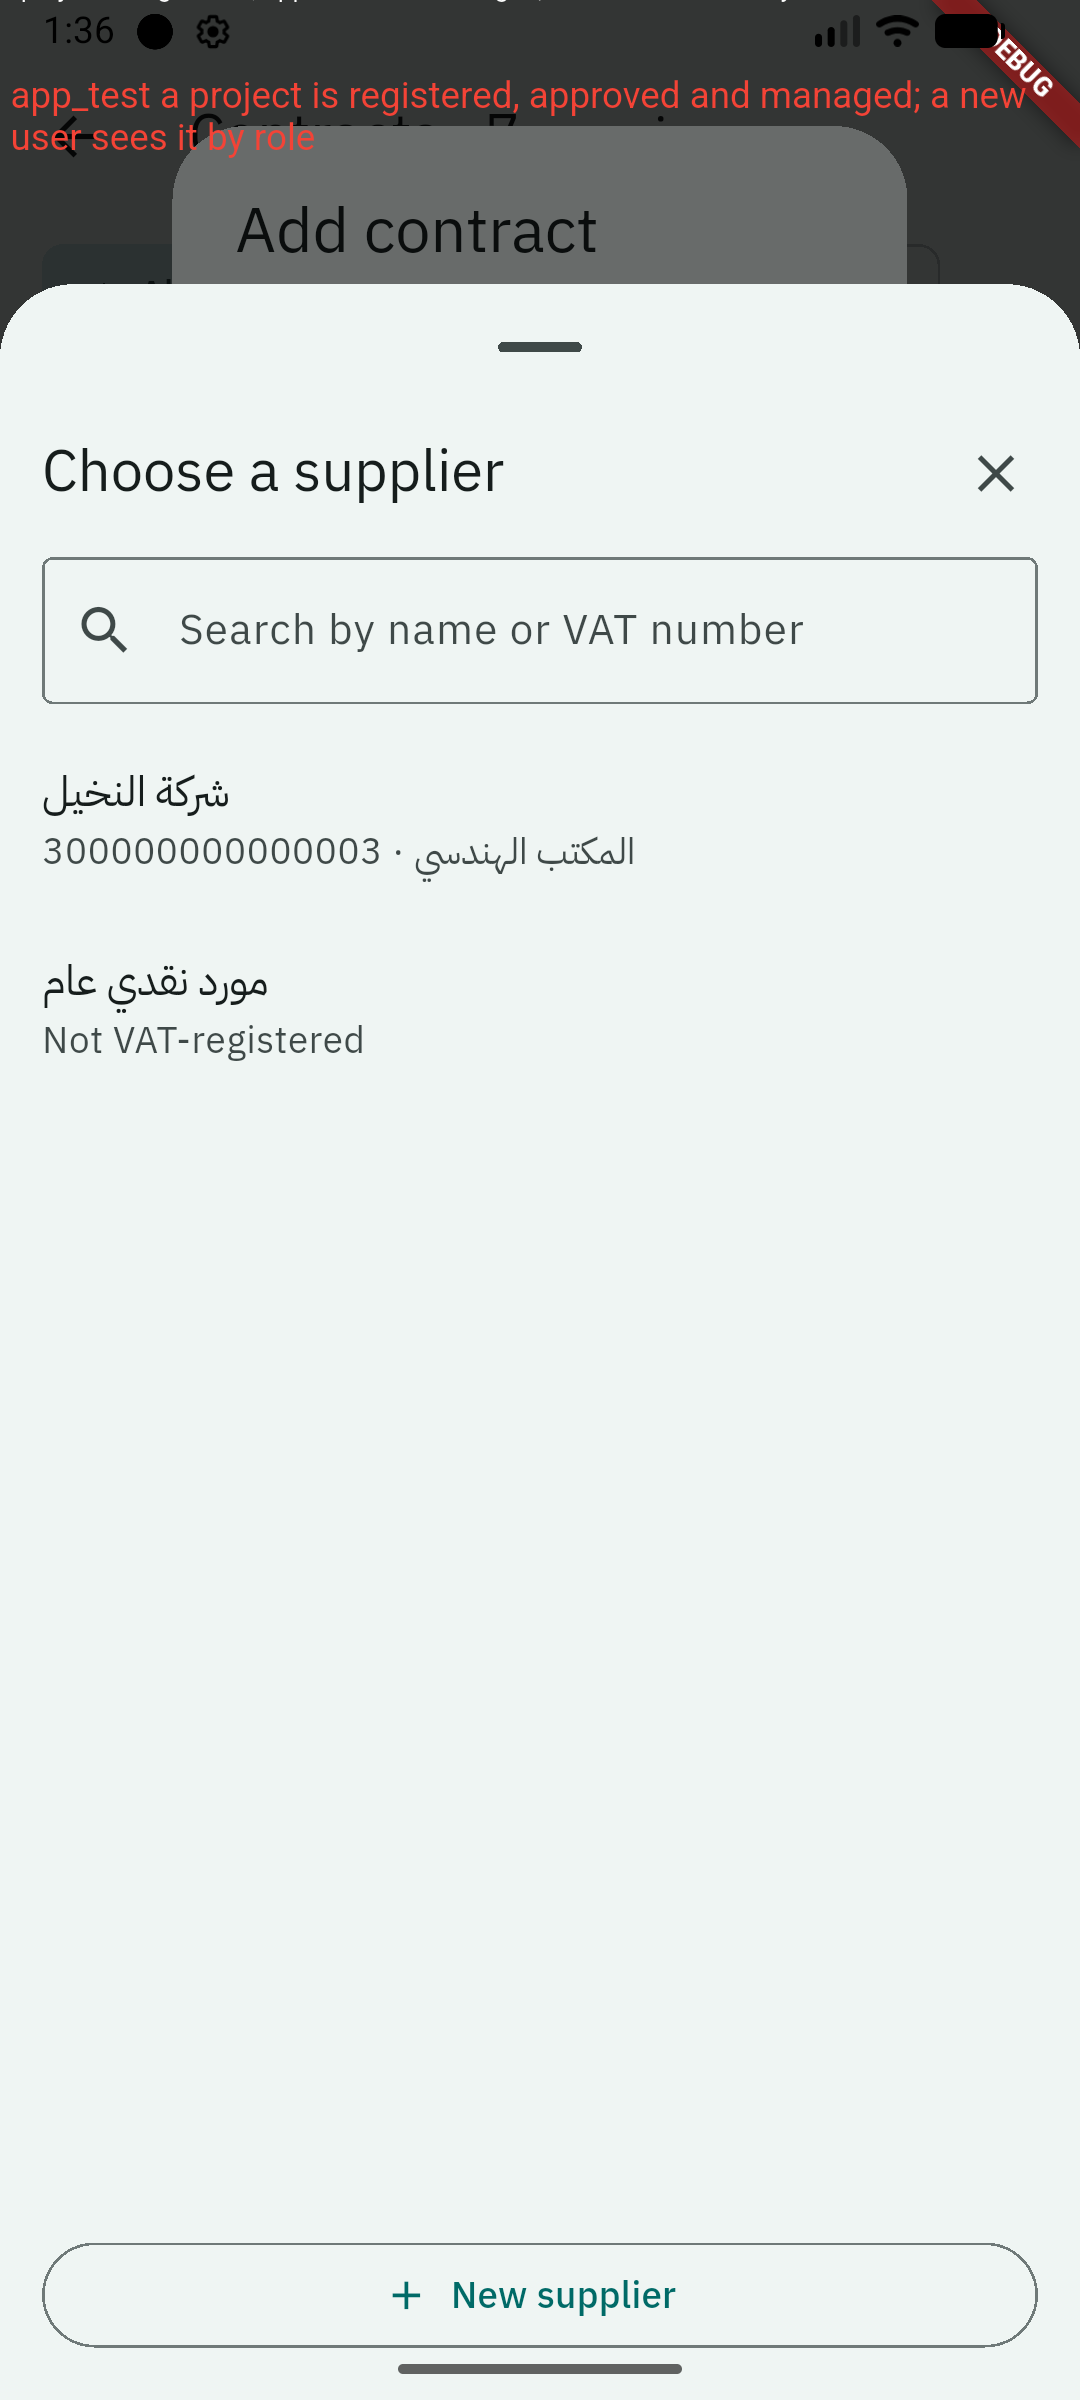 1:36
DEBUG
app_test a project is registered, approved and managed; a new
user sees it by role
Add contract
Choose a supplier
Search by name or VAT number
شركة النخيل
300000000000003 · المكتب الهندسي
مورد نقدي عام
Not VAT-registered
+ New supplier